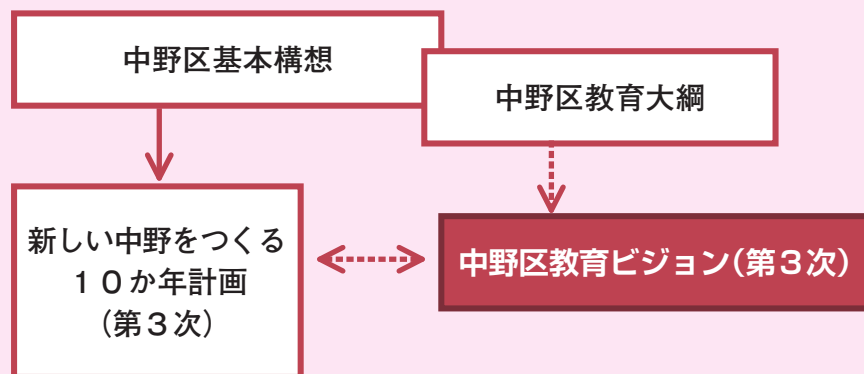 中野区基本構想
中野区教育大綱
新しい中野をつくる
１０か年計画
（第３次）
中野区教育ビジョン（第３次）